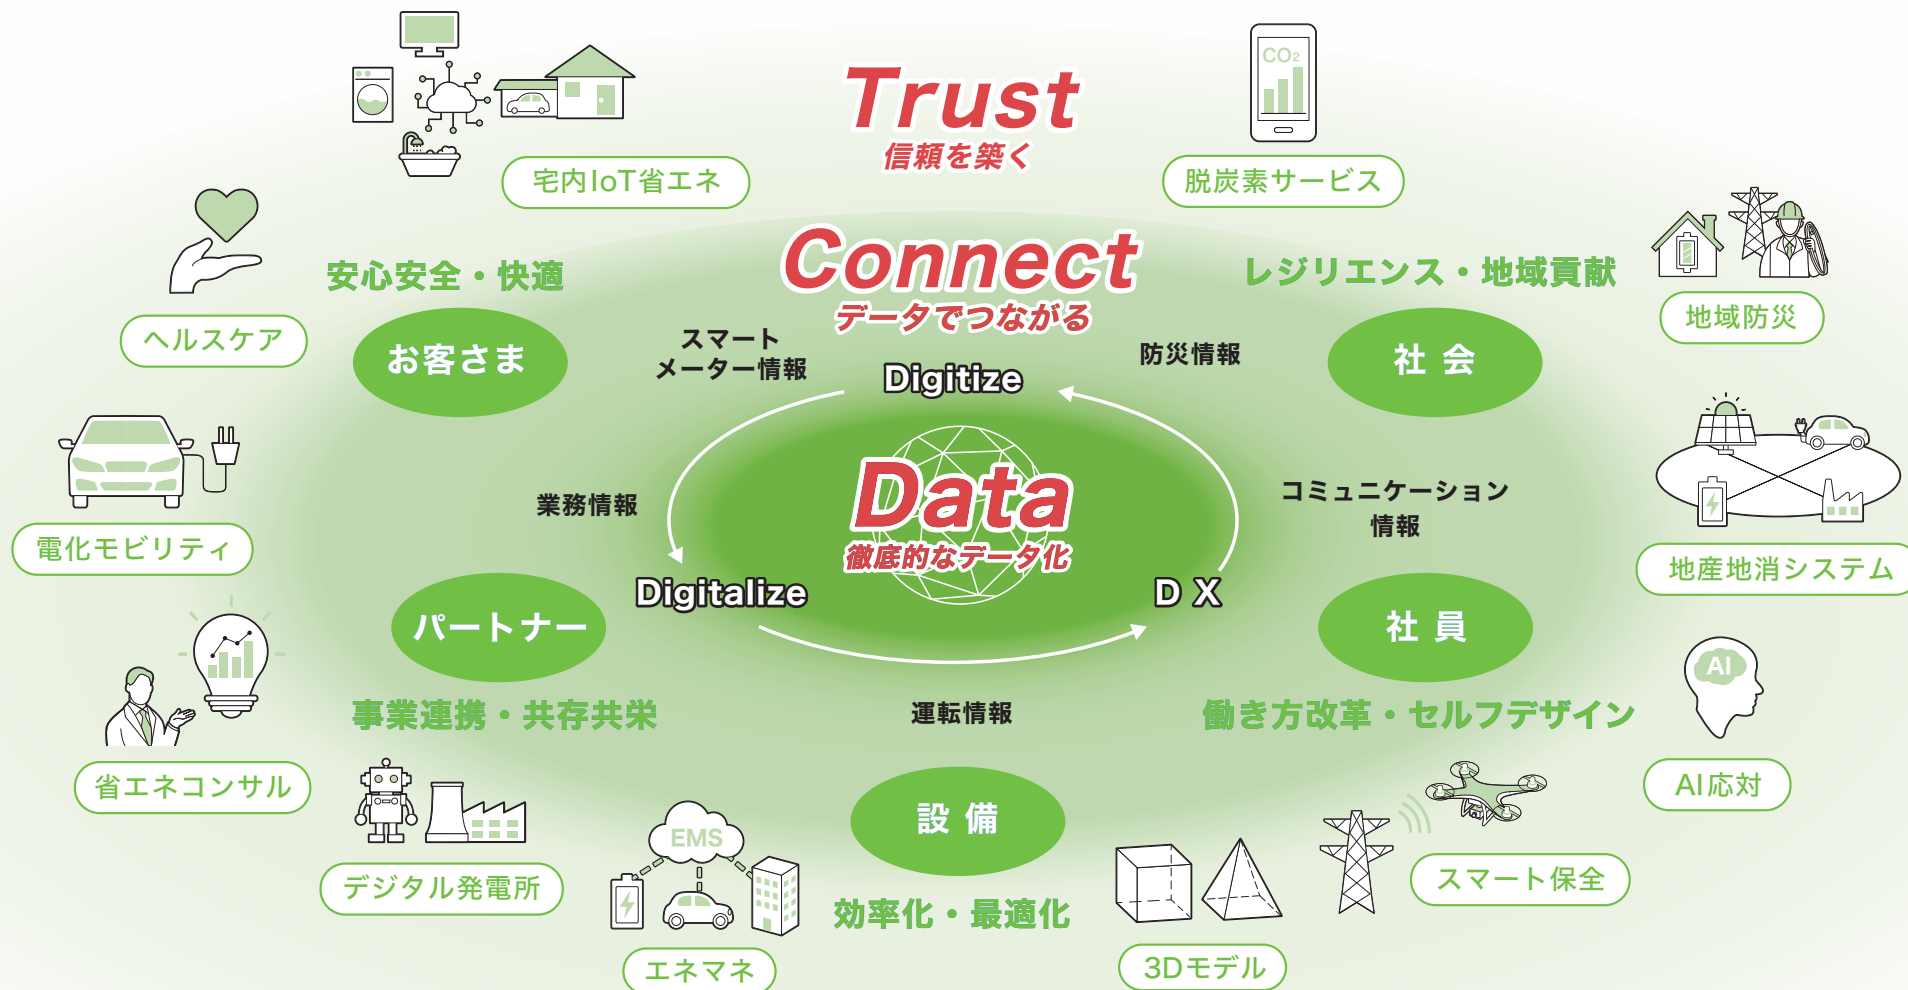 Trust
信頼を築く
CO₂
宅内IoT省エネ
脱炭素サービス
Connect
データでつながる
安心安全・快適
レジリエンス・地域貢献
ヘルスケア
お客さま
スマート
メーター情報
Digitize
防災情報
社会
地域防災
Data
徹底的なデータ化
業務情報
コミュニケーション
情報
電化モビリティ
地産地消システム
Digitalize
DX
パートナー
社員
AI
事業連携・共存共栄
運転情報
働き方改革・セルフデザイン
省エネコンサル
AI応対
設備
EMS
デジタル発電所
スマート保全
効率化・最適化
エネマネ
3Dモデル